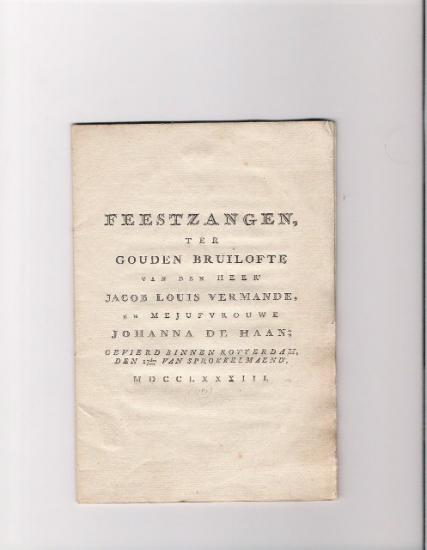 FEESTZANGEN,
TER
GOUDEN BRUILOFTE
VAN DEN HEER
JACOB LOUIS VERMANDE,
EN MEJUFVROUWE
JOHANNA DE HAAN;
GEVIERD BINNEN ROTTERDAM,
DEN VAN SPROKKELMAEND,
MDCCLXXXIII.